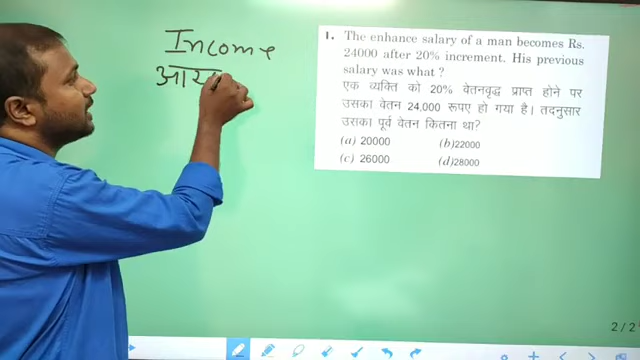 Income
आय
1. The enhance salary of a man becomes Rs.
24000 after 20% increment. His previous
salary was what ?
एक व्यक्ति को 20% वेतनवृद्ध प्राप्त होने पर
उसका वेतन 24,000 रूपए हो गया है। तदनुसार
उसका पूर्व वेतन कितना था?
(a) 20000 (b)22000
(c) 26000 (d)28000